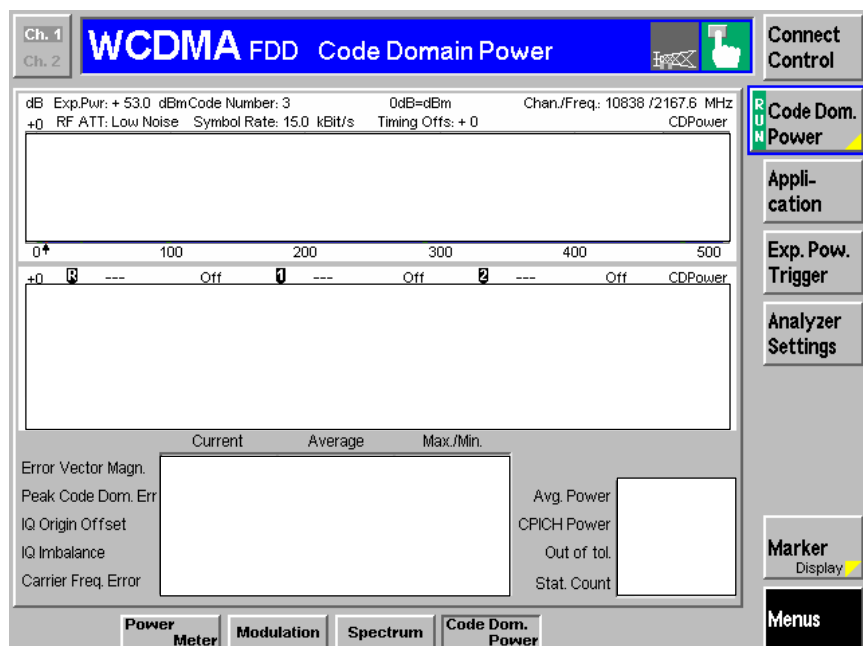 Ch. 1
Ch. 2
WCDMA FDD Code Domain Power
Connect
Control
dB Exp.Pwr: + 53.0 dBm Code Number: 3 0dB=dBm Chan./Freq.: 10838 /2167.6 MHz
+0 RF ATT: Low Noise Symbol Rate: 15.0 kBit/s Timing Offs: + 0 CDPower
0 100 200 300 400 500
+0 R --- Off 1 --- Off 2 --- Off CDPower
Current Average Max./Min.
Error Vector Magn.
Peak Code Dom. Err
IQ Origin Offset
IQ Imbalance
Carrier Freq. Error
Avg. Power
CPICH Power
Out of tol.
Stat. Count
RUN
Code Dom.
Power
Appli-
cation
Exp. Pow.
Trigger
Analyzer
Settings
Marker
Display
Menus
Power
Meter
Modulation
Spectrum
Code Dom.
Power